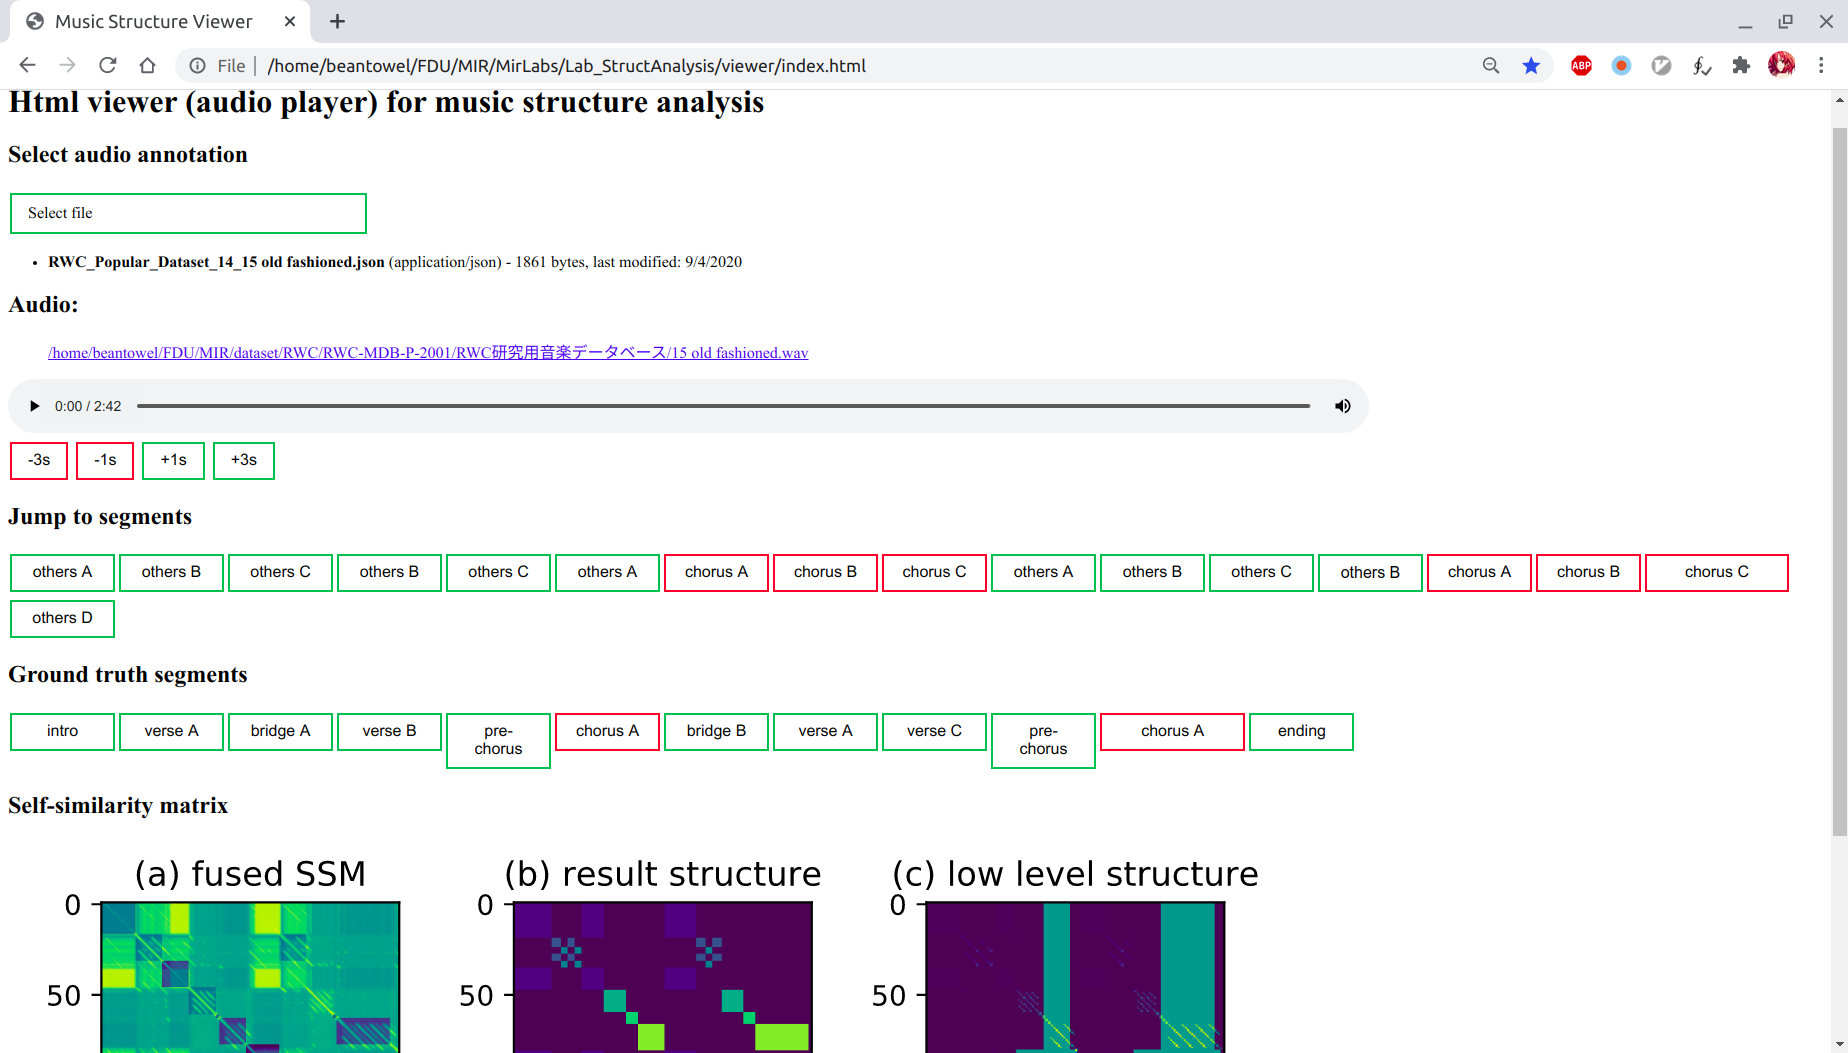 Music Structure Viewer
File /home/beantowel/FDU/MIR/MirLabs/Lab_StructAnalysis/viewer/index.html
ABP
Html viewer (audio player) for music structure analysis
Select audio annotation
Select file
• RWC_Popular_Dataset_14_15 old fashioned.json (application/json) - 1861 bytes, last modified: 9/4/2020
Audio:
/home/beantowel/FDU/MIR/dataset/RWC/RWC-MDB-P-2001/RWC研究用音楽データベース/15 old fashioned.wav
0:00 / 2:42
-3s -1s +1s +3s
Jump to segments
others A others B others C others B others C others A chorus A chorus B chorus C others A others B others C others B chorus A chorus B chorus C
others D
Ground truth segments
intro verse A bridge A verse B pre-chorus chorus A bridge B verse A verse C pre-chorus chorus A ending
Self-similarity matrix
(a) fused SSM (b) result structure (c) low level structure
0 0 0
50 50 50